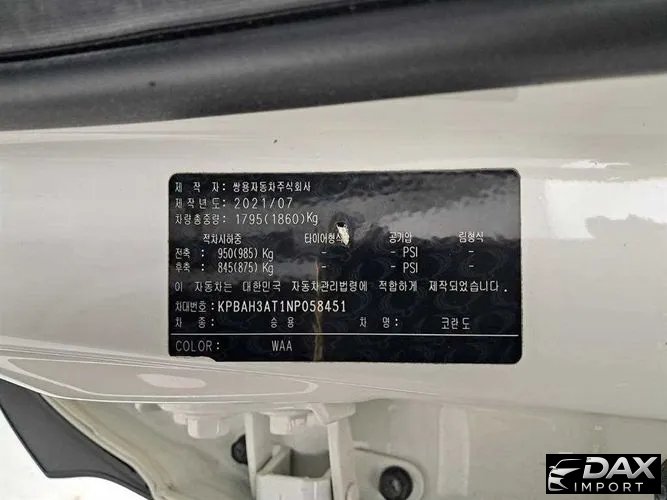 제 작 자 : 쌍용자동차주식회사
제작년도 : 2021/07
차량총중량: 1795(1860)Kg
적차시하중 타이어형식 공기압 림형식
전축 : 950(985) Kg - - PSI -
후축 : 845(875) Kg - - PSI -
이 자동차는 대한민국 자동차관리법령에 적합하게 제작되었습니다.
차대번호: KPBAH3AT1NP058451
차 종: 승용 차명: 코란도
COLOR: WAA
DAX
IMPORT